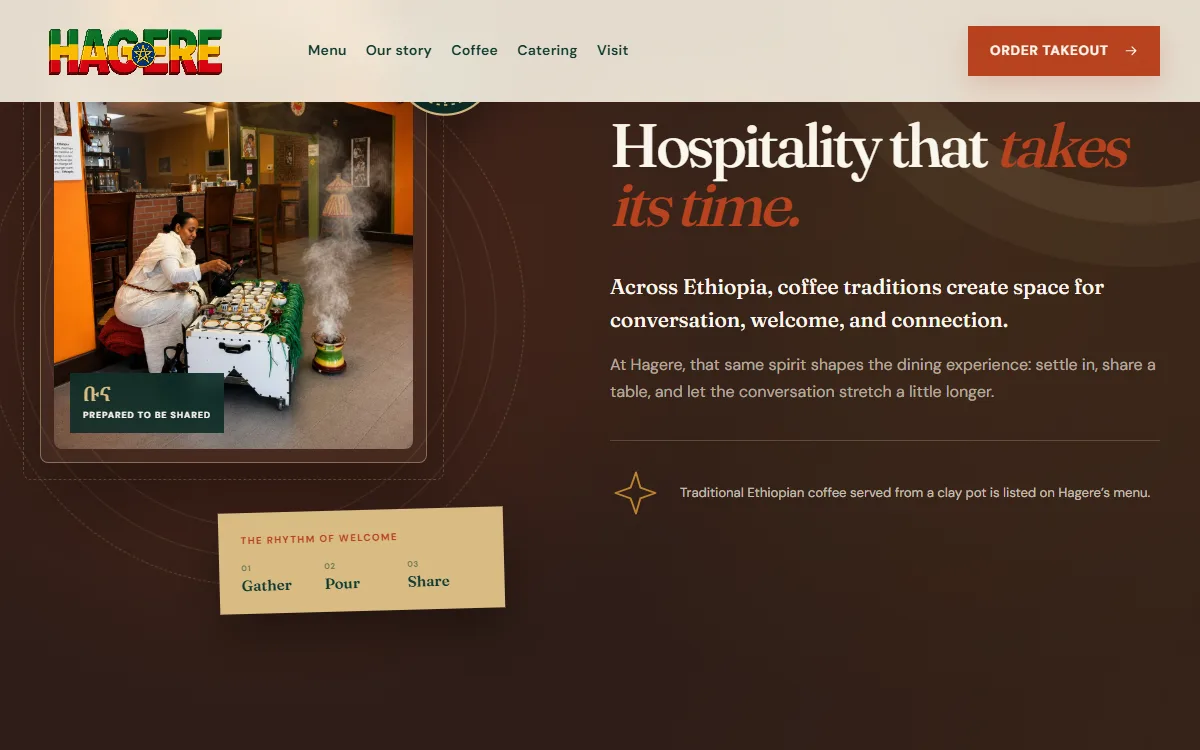 HAGERE
Menu
Our story
Coffee
Catering
Visit
ORDER TAKEOUT →
ቡና
PREPARED TO BE SHARED
THE RHYTHM OF WELCOME
01
Gather
02
Pour
03
Share
Hospitality that takes
its time.
Across Ethiopia, coffee traditions create space for
conversation, welcome, and connection.
At Hagere, that same spirit shapes the dining experience: settle in, share a
table, and let the conversation stretch a little longer.
Traditional Ethiopian coffee served from a clay pot is listed on Hagere’s menu.